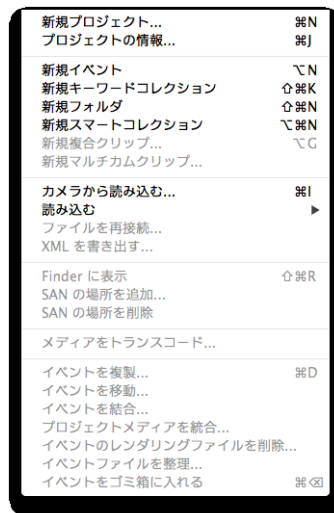 新規プロジェクト... ⌘N
プロジェクトの情報... ⌘J
新規イベント ⌥N
新規キーワードコレクション ⇧⌘K
新規フォルダ ⇧⌘N
新規スマートコレクション ⌥⌘N
新規複合クリップ... ⌥G
新規マルチカムクリップ...
カメラから読み込む... ⌘I
読み込む ▶
ファイルを再接続...
XML を書き出す...
Finder に表示 ⇧⌘R
SAN の場所を追加...
SAN の場所を削除
メディアをトランスコード...
イベントを複製... ⌘D
イベントを移動...
イベントを結合...
プロジェクトメディアを統合...
イベントのレンダリングファイルを削除...
イベントファイルを整理...
イベントをゴミ箱に入れる ⌘⌫